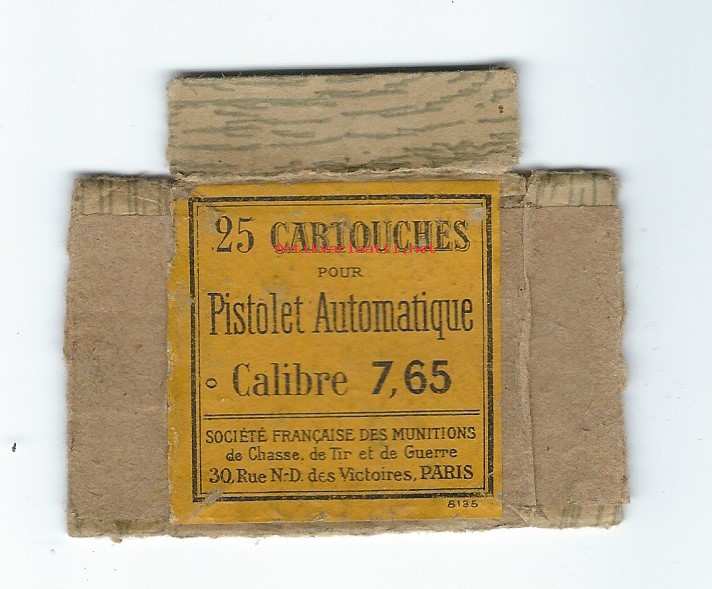 25 CARTOUCHES
POUR
Pistolet Automatique
Calibre 7,65
SOCIÉTÉ FRANÇAISE DES MUNITIONS
de Chasse, de Tir et de Guerre
30, Rue N-D. des Victoires, PARIS
8135